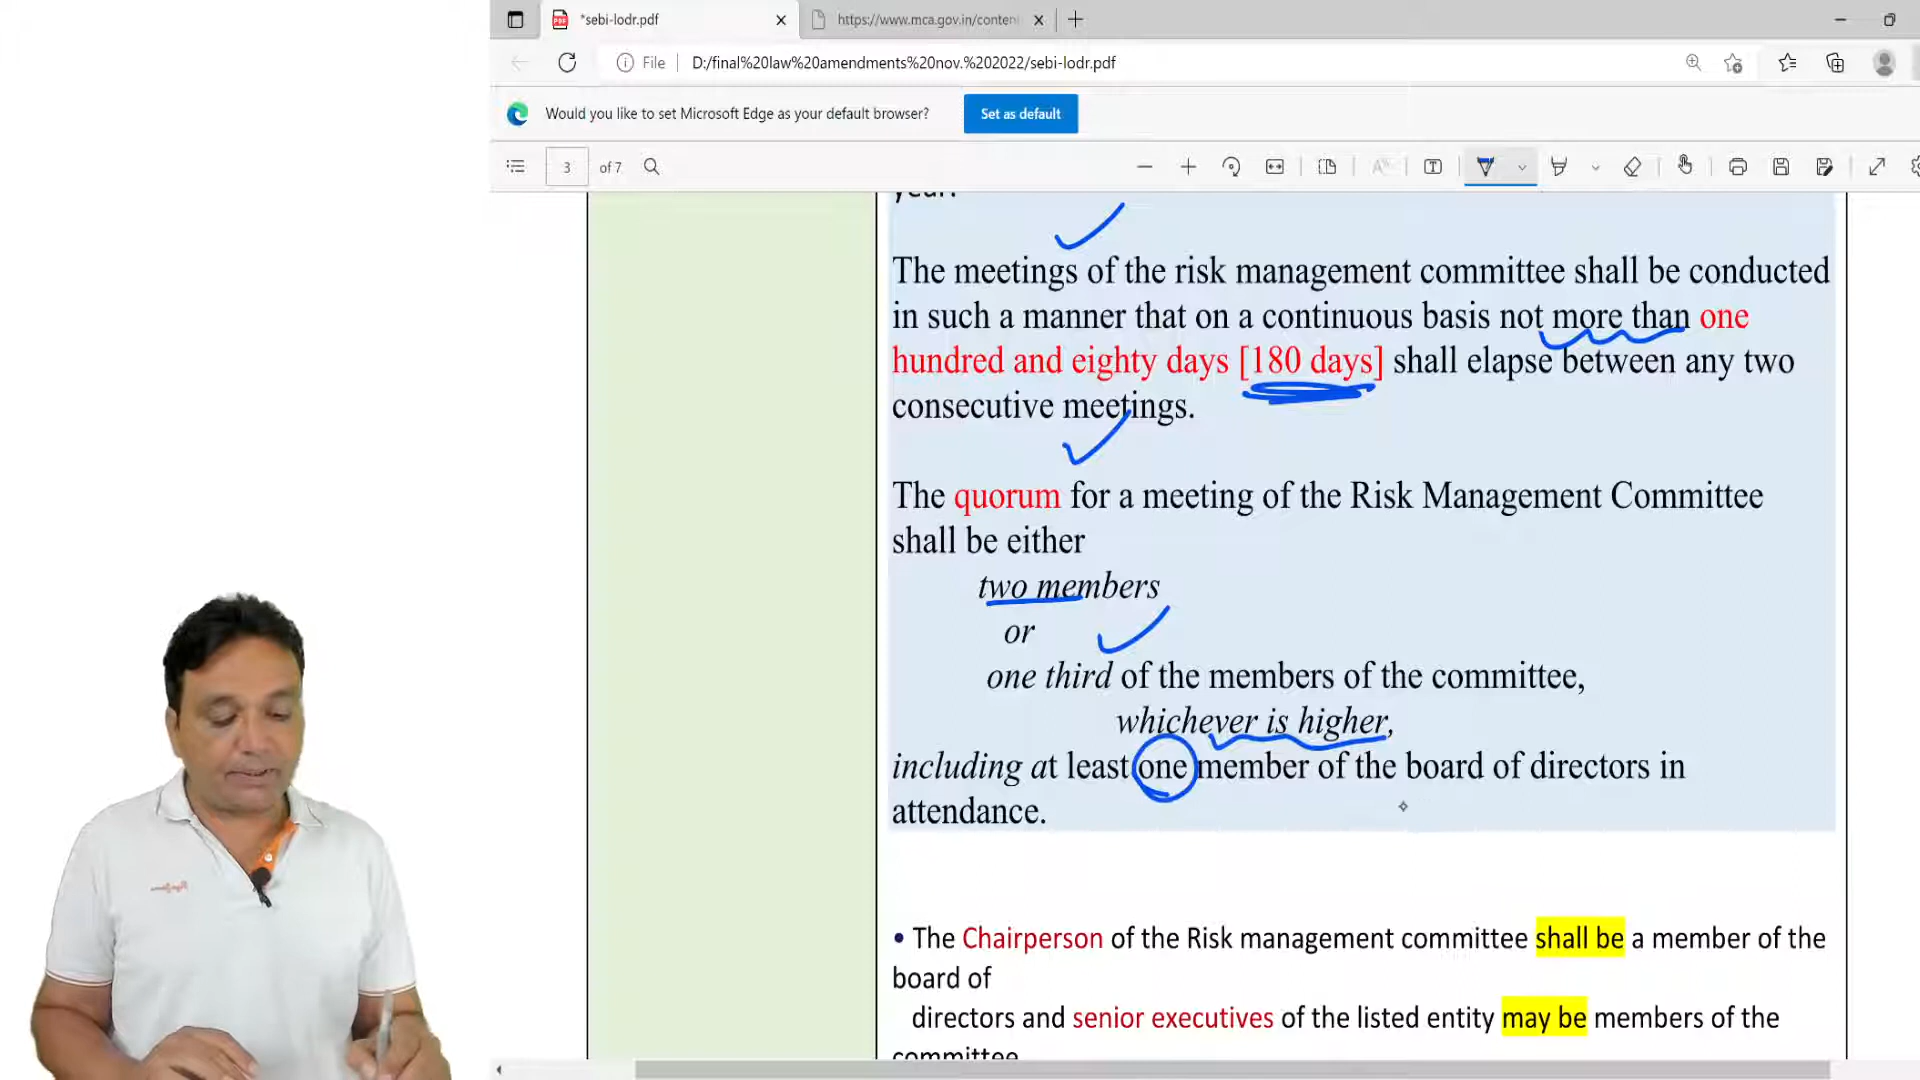 *sebi-lodr.pdf
https://www.mca.gov.in/conten
File
D:/final%20law%20amendments%20nov.%202022/sebi-lodr.pdf
Would you like to set Microsoft Edge as your default browser?
Set as default
3
of 7
year.
The meetings of the risk management committee shall be conducted
in such a manner that on a continuous basis not more than one
hundred and eighty days [180 days] shall elapse between any two
consecutive meetings.
The quorum for a meeting of the Risk Management Committee
shall be either
two members
or
one third of the members of the committee,
whichever is higher,
including at least one member of the board of directors in
attendance.
• The Chairperson of the Risk management committee shall be a member of the
board of
directors and senior executives of the listed entity may be members of the
committee